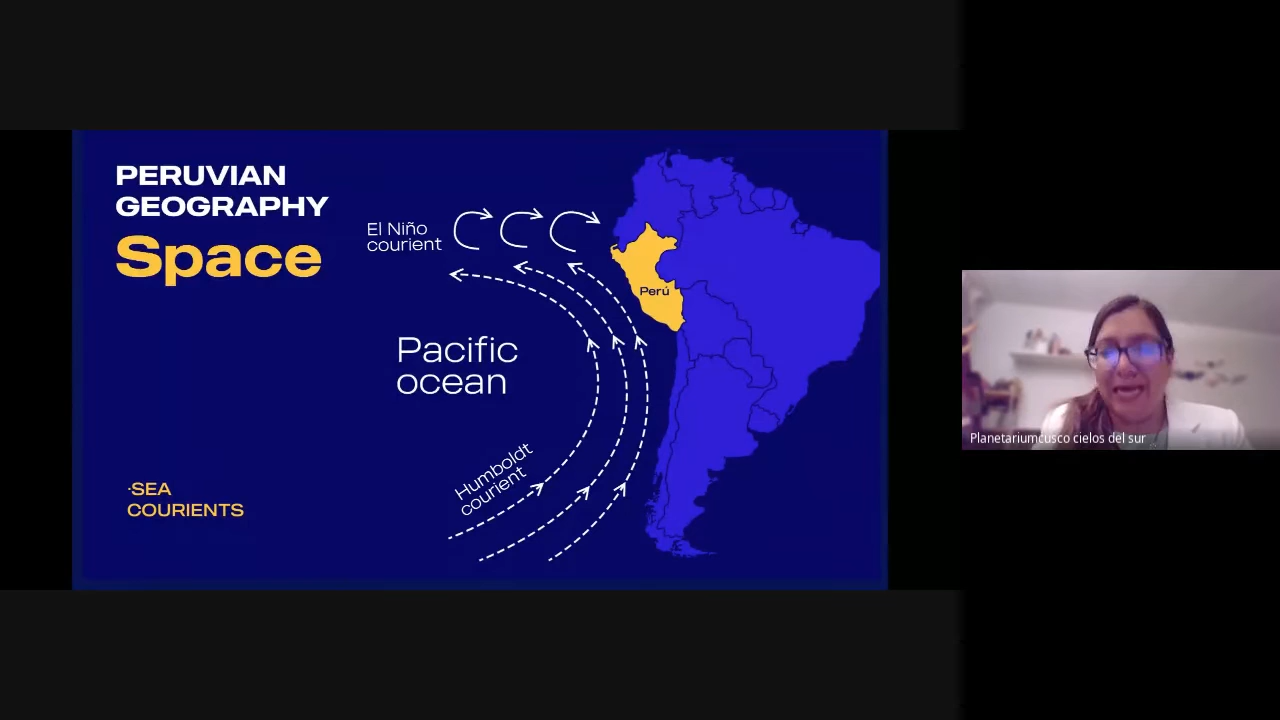 PERUVIAN
GEOGRAPHY
Space
El Niño
courient
Perú
Pacific
ocean
Humboldt
courient
·SEA
COURIENTS
Planetariumcusco cielos del sur